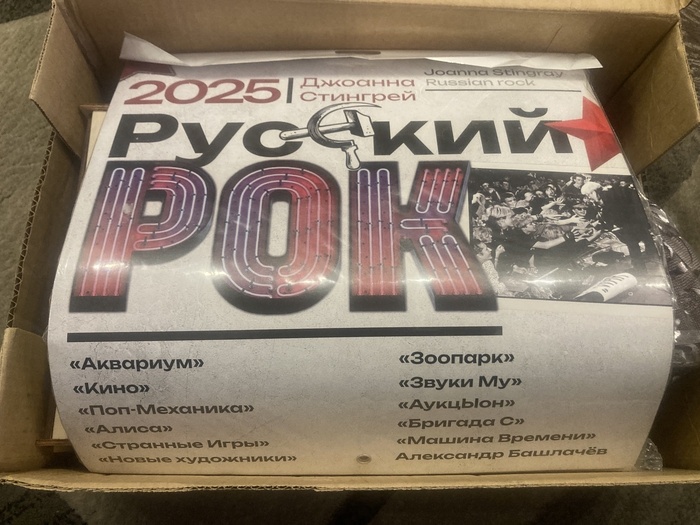 2025
Джоанна
Стингрей
Joanna Stingray
Russian rock
Русский
РОК
«Аквариум»
«Кино»
«Поп-Механика»
«Алиса»
«Странные Игры»
«Новые художники»
«Зоопарк»
«Звуки Му»
«АукцЫон»
«Бригада С»
«Машина Времени»
Александр Башлачёв